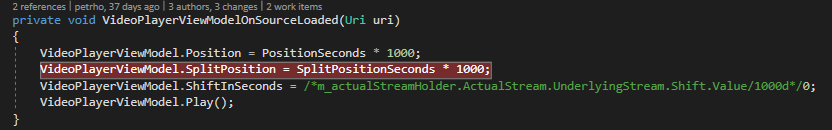 2 references | petrho, 37 days ago | 3 authors, 3 changes | 2 work items
private void VideoPlayerViewModelOnSourceLoaded(Uri uri)
{
VideoPlayerViewModel.Position = PositionSeconds * 1000;
VideoPlayerViewModel.SplitPosition = SplitPositionSeconds * 1000;
VideoPlayerViewModel.ShiftInSeconds = /*m_actualStreamHolder.ActualStream.UnderlyingStream.Shift.Value/1000d*/0;
VideoPlayerViewModel.Play();
}